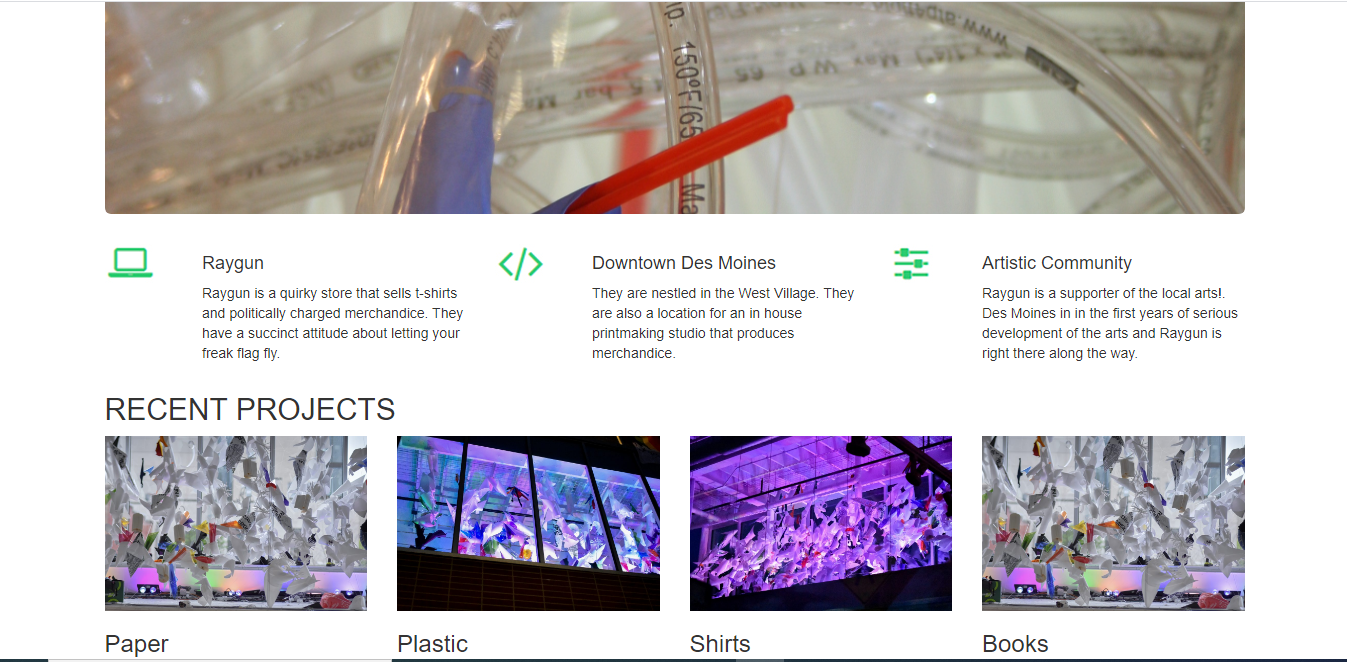 150°F/65
Ma
Raygun
Raygun is a quirky store that sells t-shirts
and politically charged merchandice. They
have a succinct attitude about letting your
freak flag fly.
Downtown Des Moines
They are nestled in the West Village. They
are also a location for an in house
printmaking studio that produces
merchandice.
Artistic Community
Raygun is a supporter of the local arts!.
Des Moines in in the first years of serious
development of the arts and Raygun is
right there along the way.
RECENT PROJECTS
Paper
Plastic
Shirts
Books